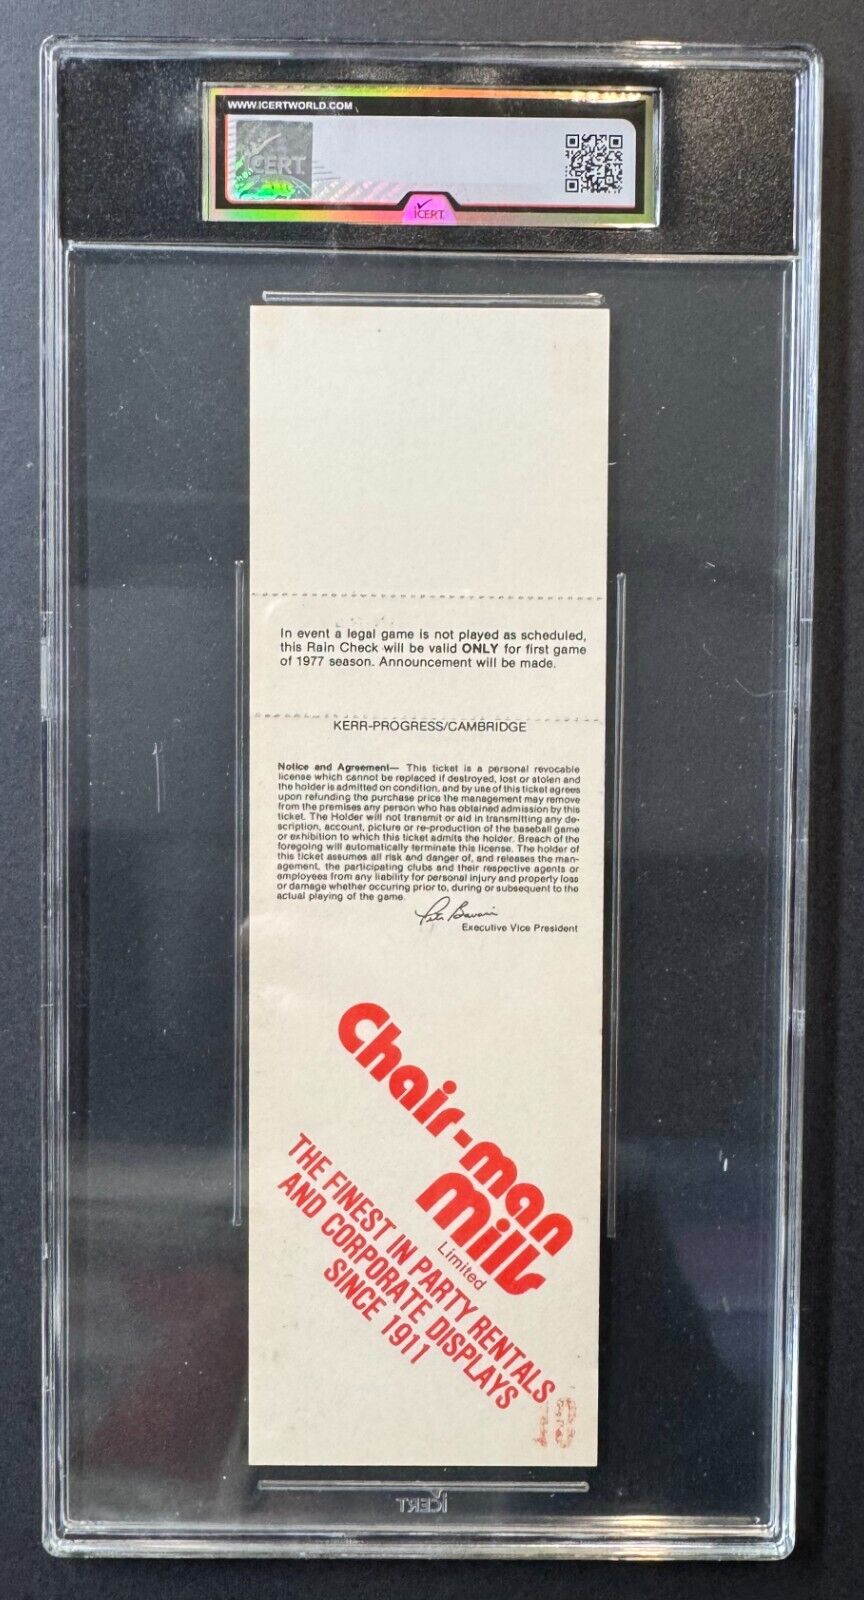 WWW.ICERTWORLD.COM
iCERT
iCERT
In event a legal game is not played as scheduled,
this Rain Check will be valid ONLY for first game
of 1977 season. Announcement will be made.
KERR-PROGRESS/CAMBRIDGE
Notice and Agreement— This ticket is a personal revocable
license which cannot be replaced if destroyed, lost or stolen and
the holder is admitted on condition, and by use of this ticket agrees
upon refunding the purchase price the management may remove
from the premises any person who has obtained admission by this
ticket. The Holder will not transmit or aid in transmitting any de-
scription, account, picture or re-production of the baseball game
or exhibition to which this ticket admits the holder. Breach of the
foregoing will automatically terminate this license. The holder of
this ticket assumes all risk and danger of, and releases the man-
agement, the participating clubs and their respective agents or
employees from any liability for personal injury and property loss
or damage whether occuring prior to, during or subsequent to the
actual playing of the game.
Executive Vice President
Chair-man
Mills
Limited
THE FINEST IN PARTY RENTALS
AND CORPORATE DISPLAYS
SINCE 1911
iCERT